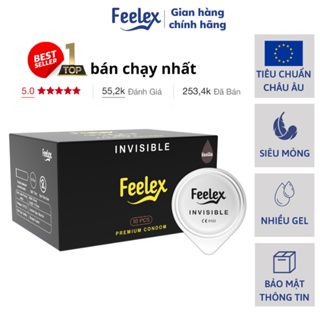 Feelex
Gian hàng
chính hãng
BEST
SELLER
1
TOP
bán chạy nhất
5.0
55,2k Đánh Giá
253,4k Đã Bán
TIÊU CHUẨN
CHÂU ÂU
SIÊU MỎNG
NHIỀU GEL
BẢO MẬT
THÔNG TIN
Feelex
INVISIBLE
Feelex
10 PCS
PREMIUM CONDOM
Feelex
INVISIBLE